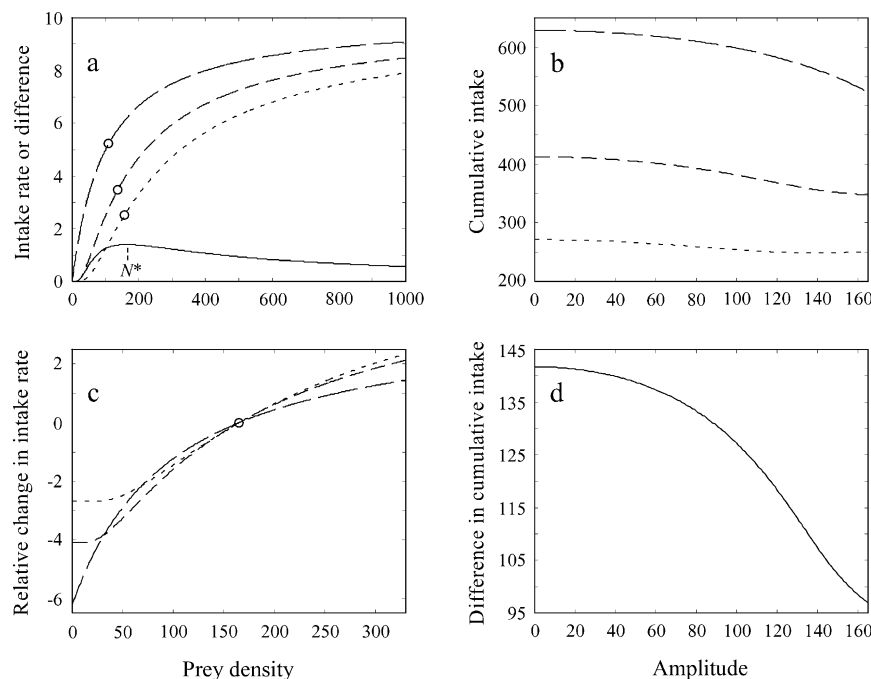 a
Intake rate or difference
10
8
6
4
2
0
0 200 400 600 800 1000
N*
b
Cumulative intake
600
500
400
300
200
0 20 40 60 80 100 120 140 160
c
Relative change in intake rate
2
0
-2
-4
-6
0 50 100 150 200 250 300
Prey density
d
Difference in cumulative intake
145
135
125
115
105
95
0 20 40 60 80 100 120 140 160
Amplitude